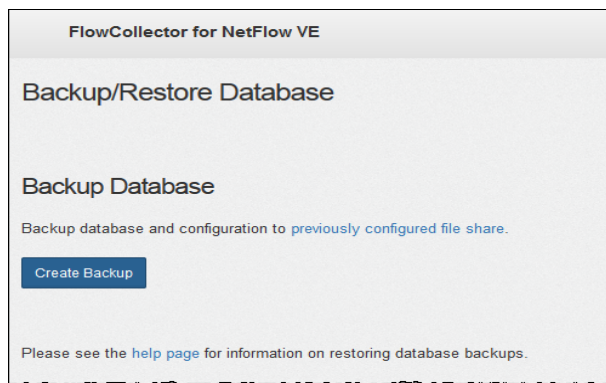 FlowCollector for NetFlow VE
Backup/Restore Database
Backup Database
Backup database and configuration to previously configured file share.
Create Backup
Please see the help page for information on restoring database backups.